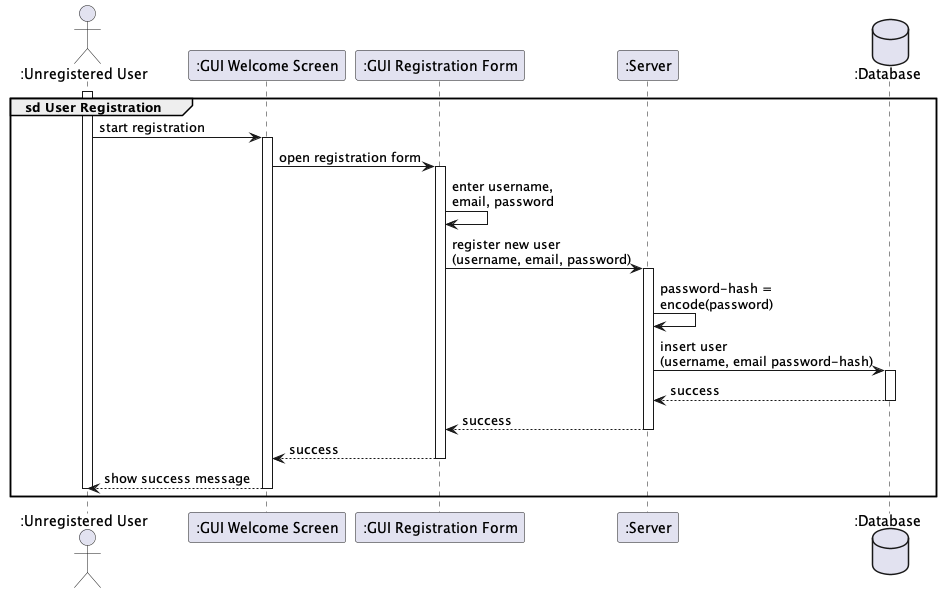 :Unregistered User
:GUI Welcome Screen
:GUI Registration Form
:Server
:Database
sd User Registration
start registration
open registration form
enter username,
email, password
register new user
(username, email, password)
password-hash =
encode(password)
insert user
(username, email password-hash)
success
success
success
show success message
:Unregistered User
:GUI Welcome Screen
:GUI Registration Form
:Server
:Database